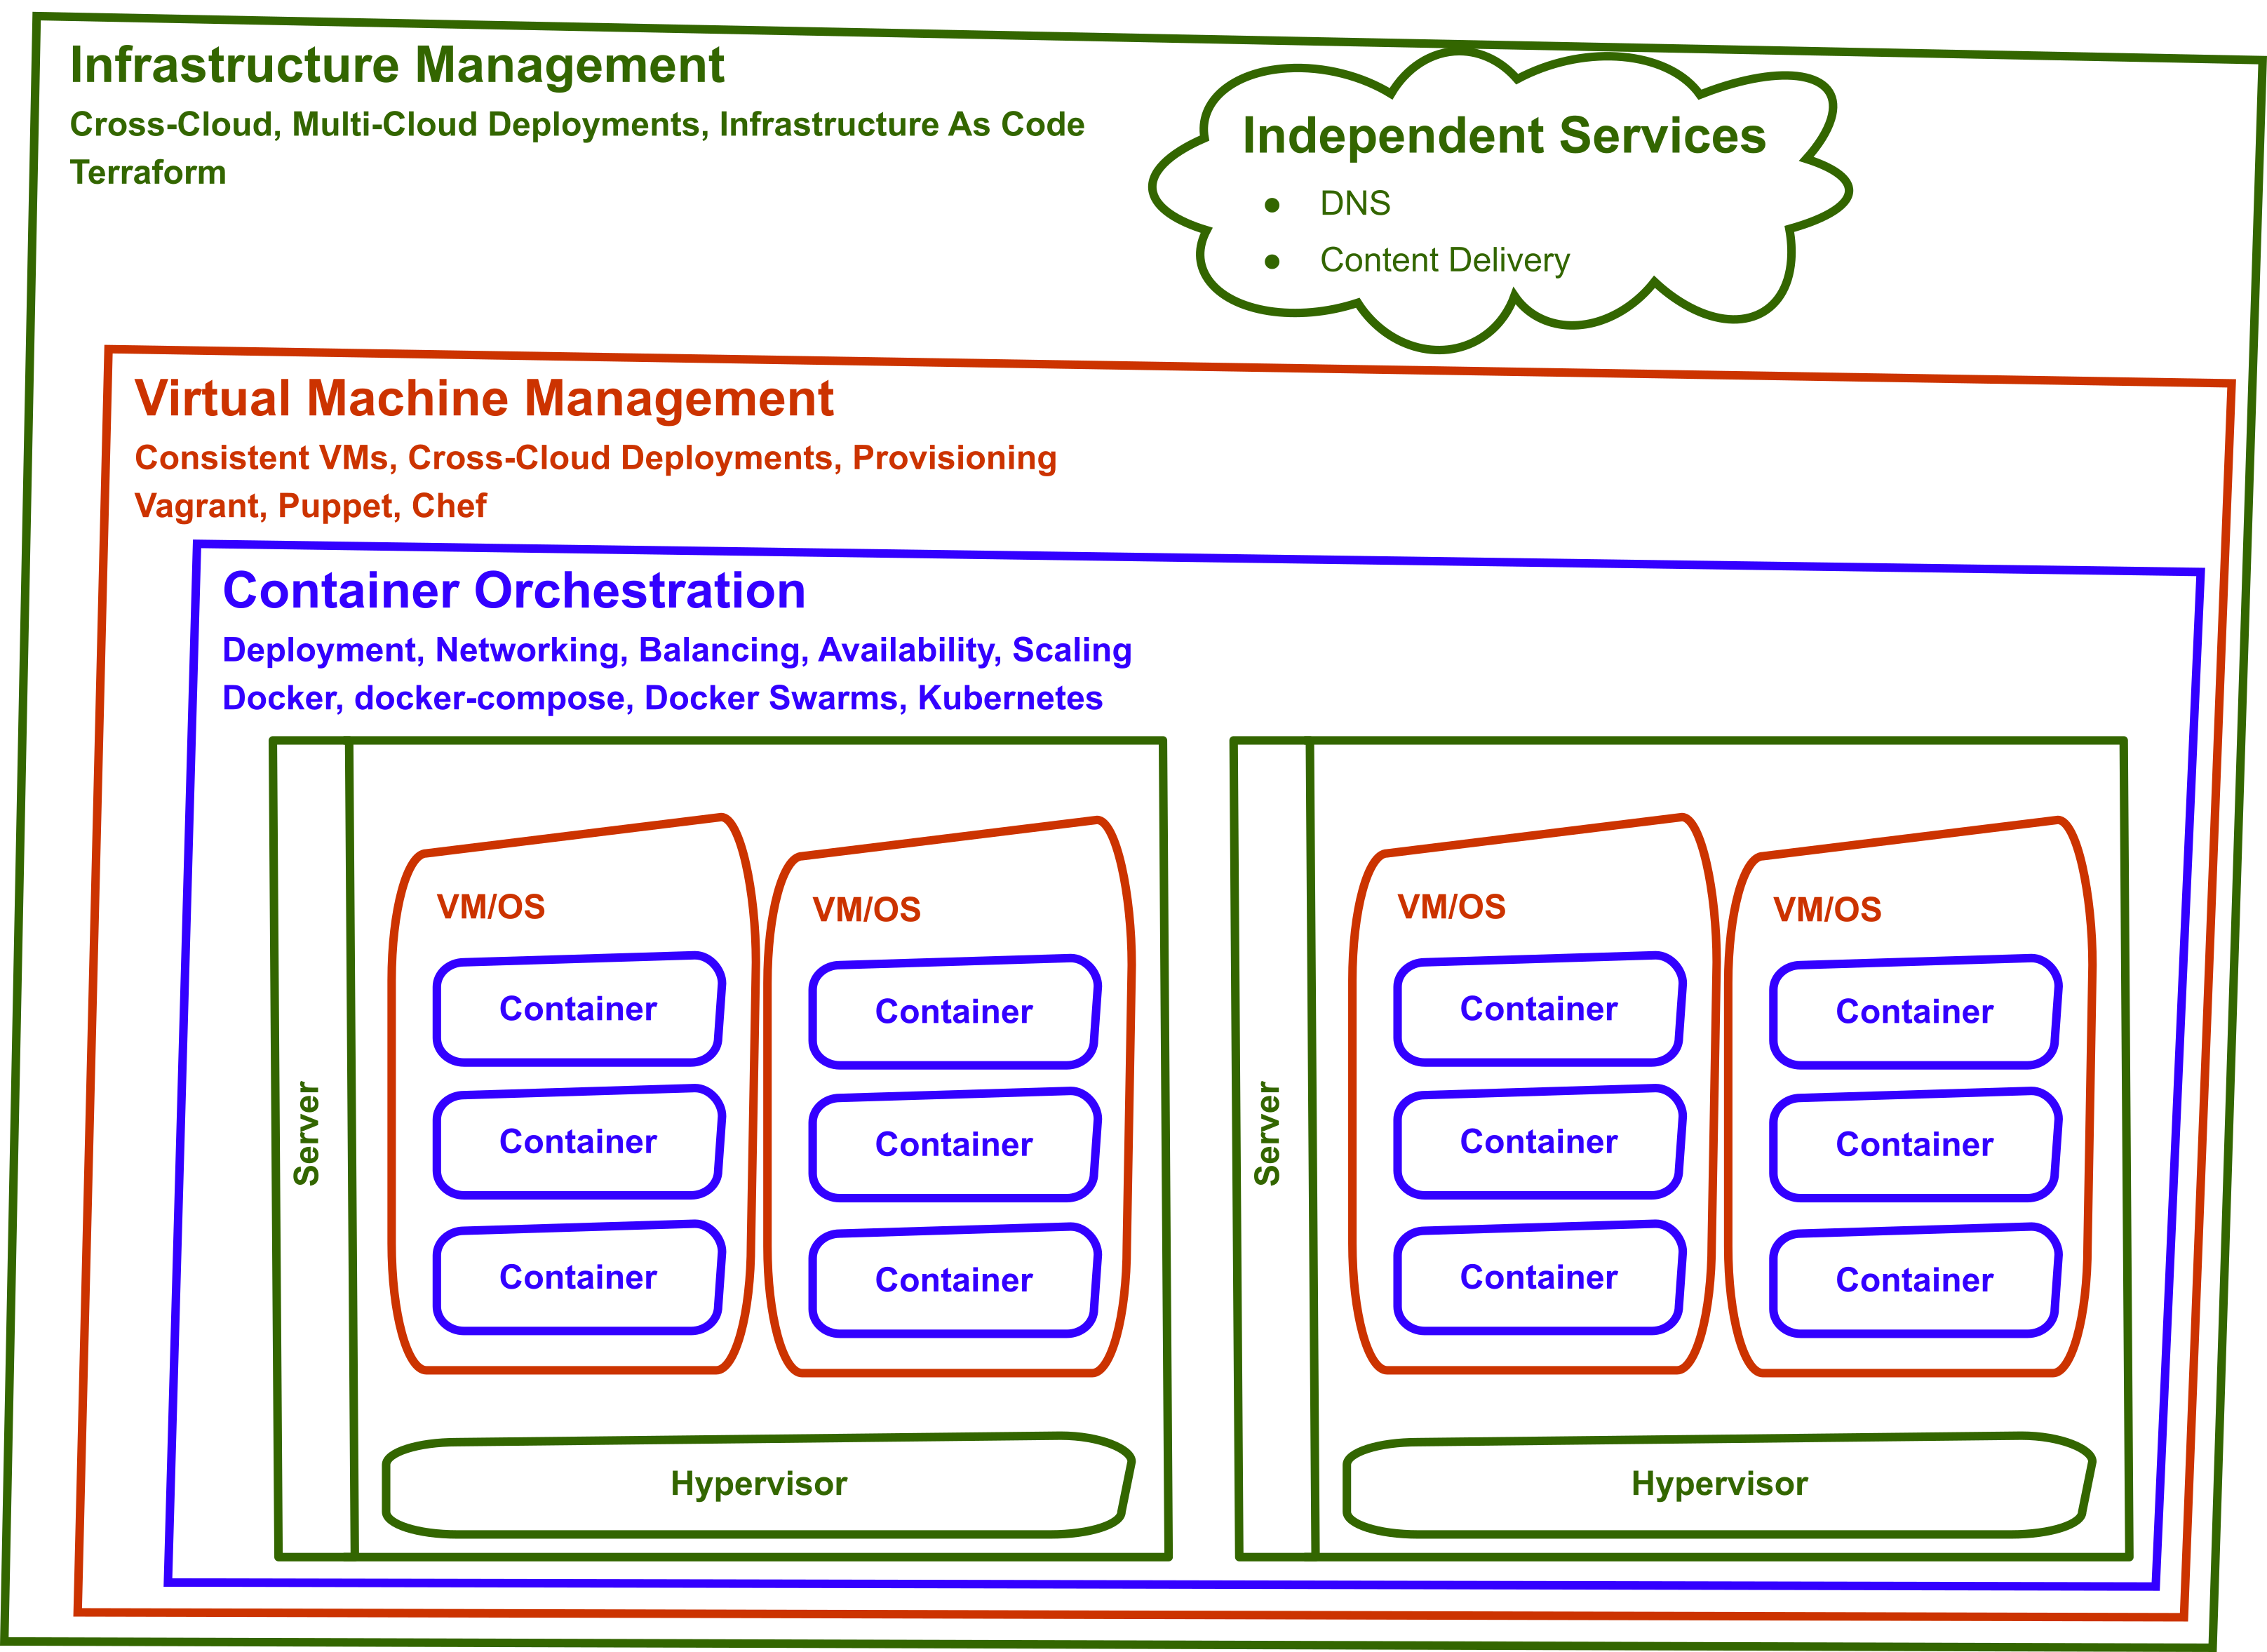 Infrastructure Management
Cross-Cloud, Multi-Cloud Deployments, Infrastructure As Code
Terraform
Independent Services
● DNS
● Content Delivery
Virtual Machine Management
Consistent VMs, Cross-Cloud Deployments, Provisioning
Vagrant, Puppet, Chef
Container Orchestration
Deployment, Networking, Balancing, Availability, Scaling
Docker, docker-compose, Docker Swarms, Kubernetes
Server
VM/OS
Container
Container
Container
VM/OS
Container
Container
Container
Hypervisor
Server
VM/OS
Container
Container
Container
VM/OS
Container
Container
Container
Hypervisor